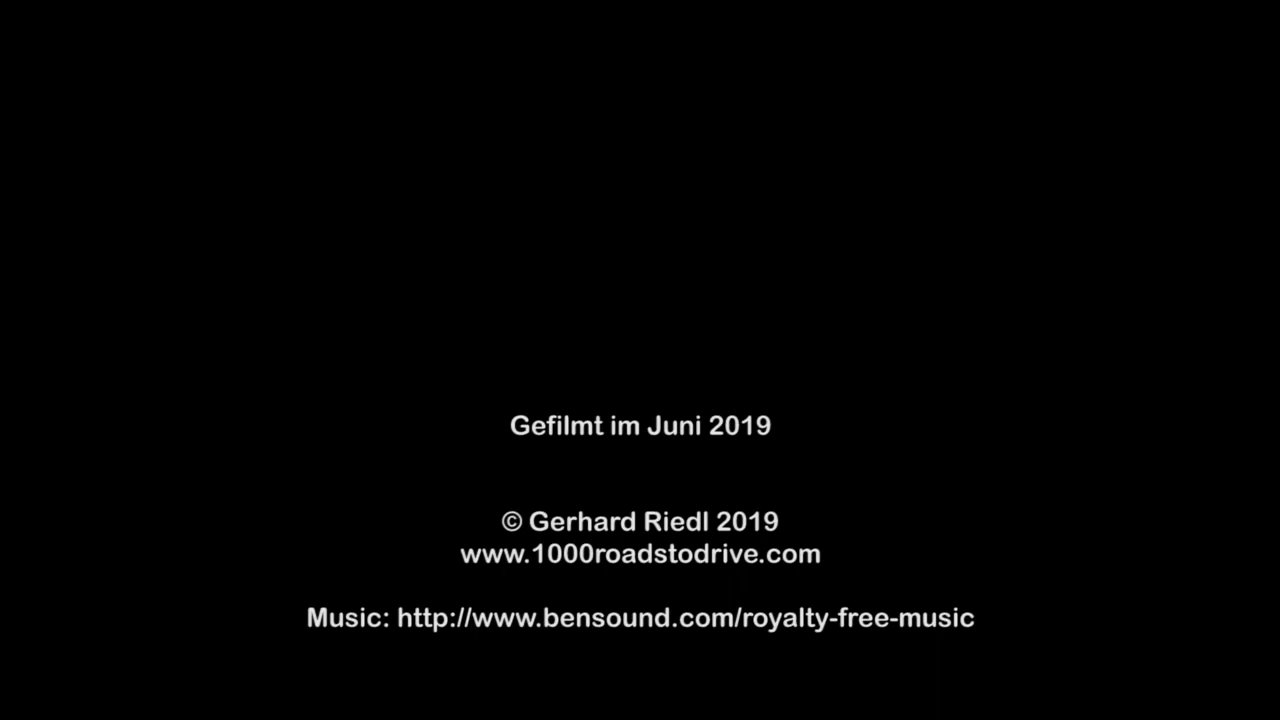 Gefilmt im Juni 2019
© Gerhard Riedl 2019
www.1000roadstodrive.com
Music: http://www.bensound.com/royalty-free-music